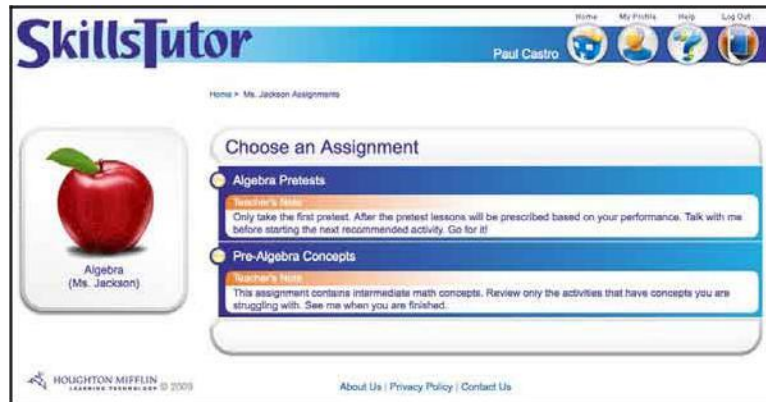 Home My Profile Help Log Out
SkillsTutor
Paul Castro
Home > Ms. Jackson Assignments
Choose an Assignment
Algebra Pretests
Teacher's Note
Only take the first pretest. After the pretest lessons will be prescribed based on your performance. Talk with me
before starting the next recommended activity. Go for it!
Pre-Algebra Concepts
Teacher's Note
This assignment contains intermediate math concepts. Review only the activities that have concepts you are
struggling with. See me when you are finished.
Algebra
(Ms. Jackson)
HOUGHTON MIFFLIN
LEARNING TECHNOLOGY © 2009
About Us | Privacy Policy | Contact Us